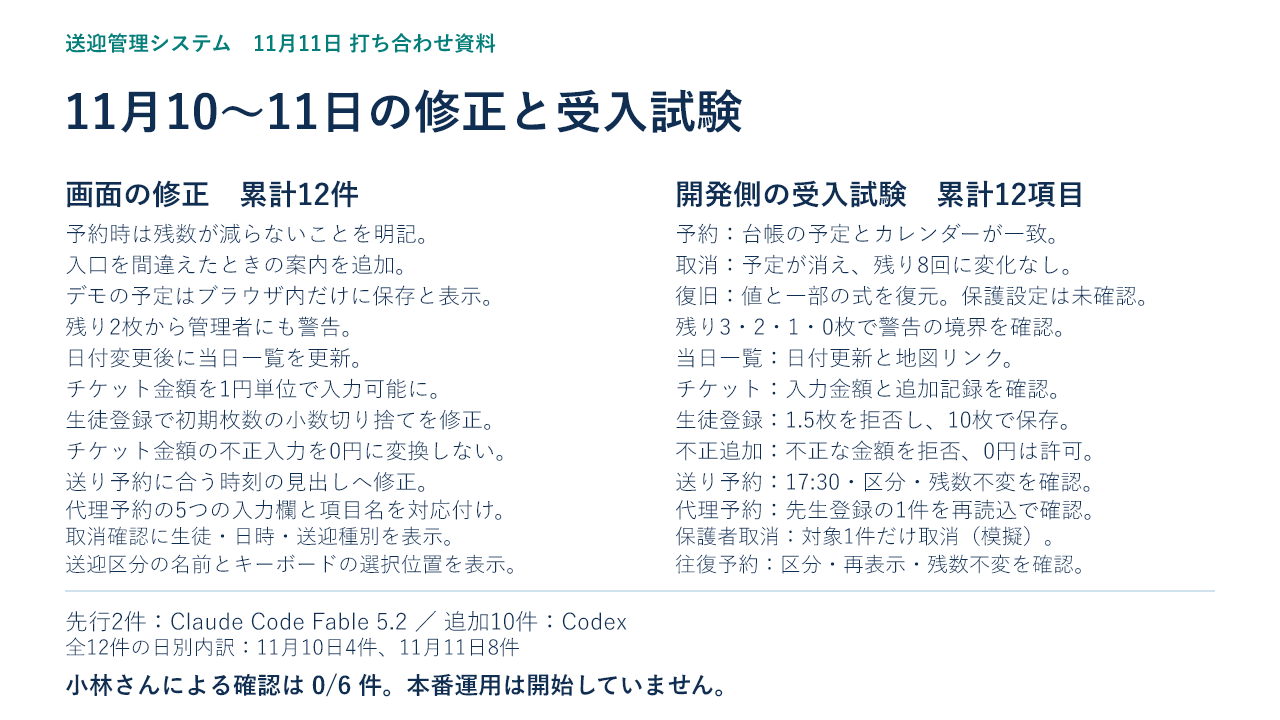 送迎管理システム　11月11日 打ち合わせ資料
11月10～11日の修正と受入試験
画面の修正　累計12件
予約時は残数が減らないことを明記。
入口を間違えたときの案内を追加。
デモの予定はブラウザ内だけに保存と表示。
残り2枚から管理者にも警告。
日付変更後に当日一覧を更新。
チケット金額を1円単位で入力可能に。
生徒登録で初期枚数の小数切り捨てを修正。
チケット金額の不正入力を0円に変換しない。
送り予約に合う時刻の見出しへ修正。
代理予約の5つの入力欄と項目名を対応付け。
取消確認に生徒・日時・送迎種別を表示。
送迎区分の名前とキーボードの選択位置を表示。
開発側の受入試験　累計12項目
予約：台帳の予定とカレンダーが一致。
取消：予定が消え、残り8回に変化なし。
復旧：値と一部の式を復元。保護設定は未確認。
残り3・2・1・0枚で警告の境界を確認。
当日一覧：日付更新と地図リンク。
チケット：入力金額と追加記録を確認。
生徒登録：1.5枚を拒否し、10枚で保存。
不正追加：不正な金額を拒否、0円は許可。
送り予約：17:30・区分・残数不変を確認。
代理予約：先生登録の1件を再読込で確認。
保護者取消：対象1件だけ取消（模擬）。
往復予約：区分・再表示・残数不変を確認。
先行2件：Claude Code Fable 5.2 ／ 追加10件：Codex
全12件の日別内訳：11月10日4件、11月11日8件
小林さんによる確認は 0/6 件。本番運用は開始していません。